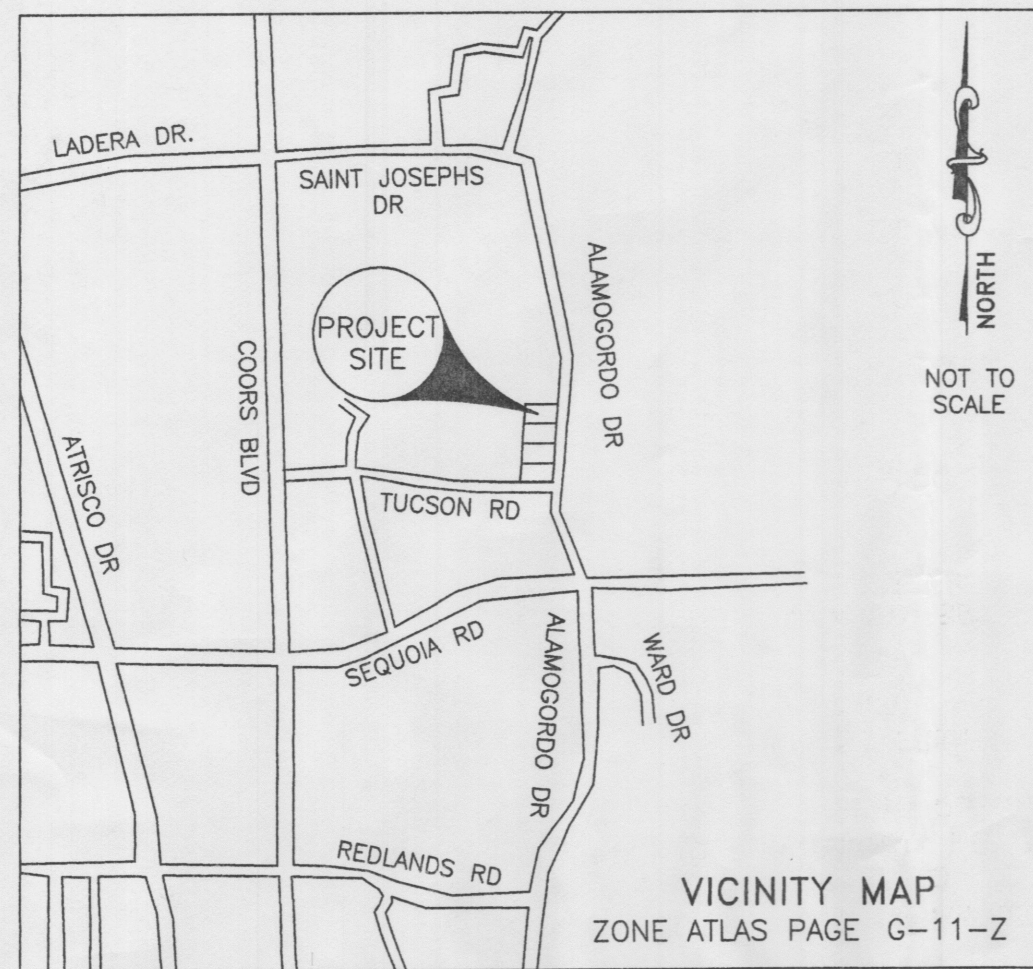 LADERA DR.
SAINT JOSEPHS
DR
ALAMOGORDO DR
NORTH
NOT TO
SCALE
PROJECT
SITE
COORS BLVD
ATRISCO DR
TUCSON RD
SEQUOIA RD
ALAMOGORDO DR
WARD DR
REDLANDS RD
VICINITY MAP
ZONE ATLAS PAGE G-11-Z